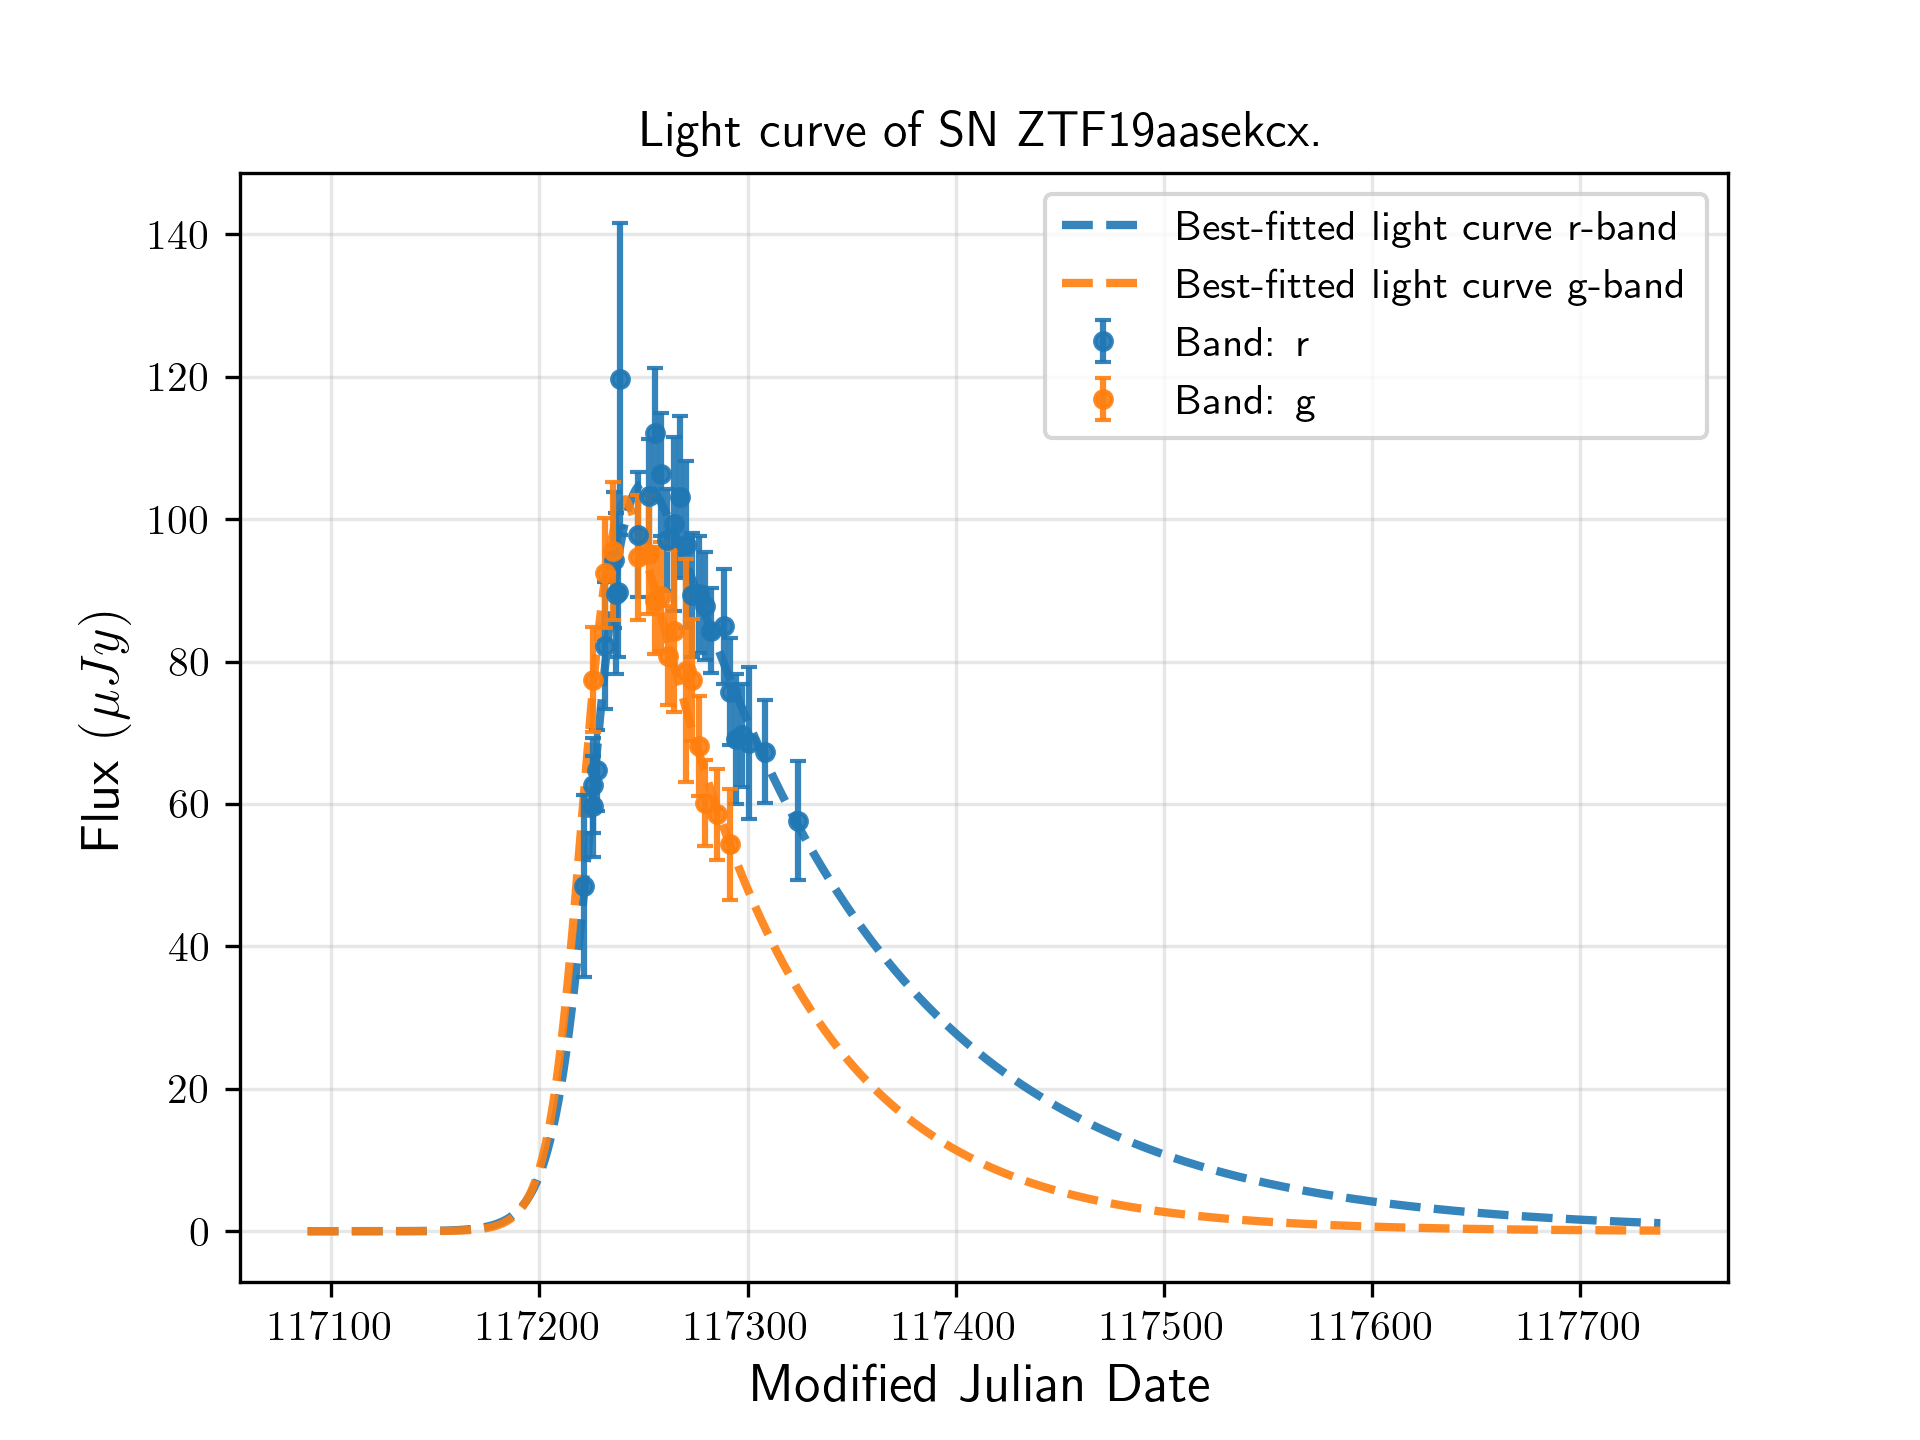 Light curve of SN ZTF19aasekcx.
Best-fitted light curve r-band
Best-fitted light curve g-band
Band: r
Band: g
140
120
100
80
60
40
20
0
Flux (μJy)
117100 117200 117300 117400 117500 117600 117700
Modified Julian Date